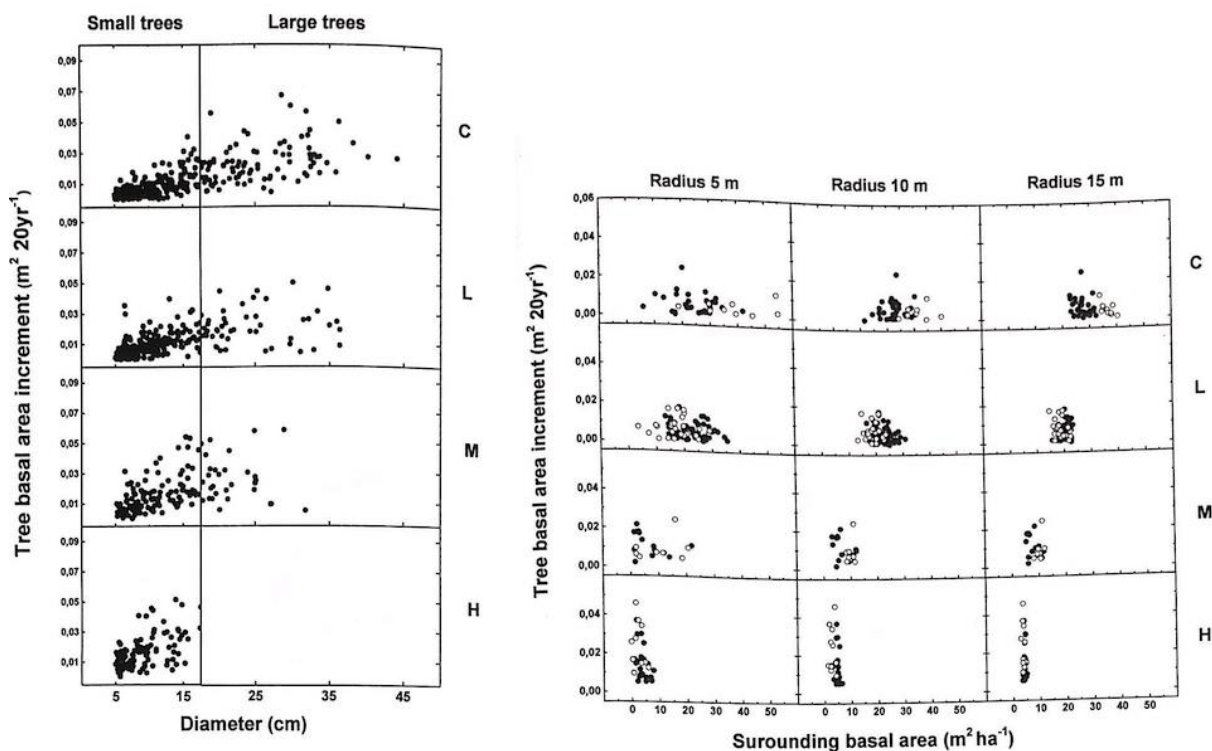 Small trees Large trees
Tree basal area increment (m² 20yr⁻¹)
0,09
0,07
0,05
0,03
0,01
C
0,09
0,07
0,05
0,03
0,01
L
0,09
0,07
0,05
0,03
0,01
M
0,09
0,07
0,05
0,03
0,01
H
5 15 25 35 45
Diameter (cm)
Radius 5 m Radius 10 m Radius 15 m
Tree basal area increment (m² 20yr⁻¹)
0,06
0,04
0,02
0,00
C
0,04
0,02
0,00
L
0,04
0,02
0,00
M
0,04
0,02
0,00
H
0 10 20 30 40 50 0 10 20 30 40 50 0 10 20 30 40 50
Surounding basal area (m² ha⁻¹)